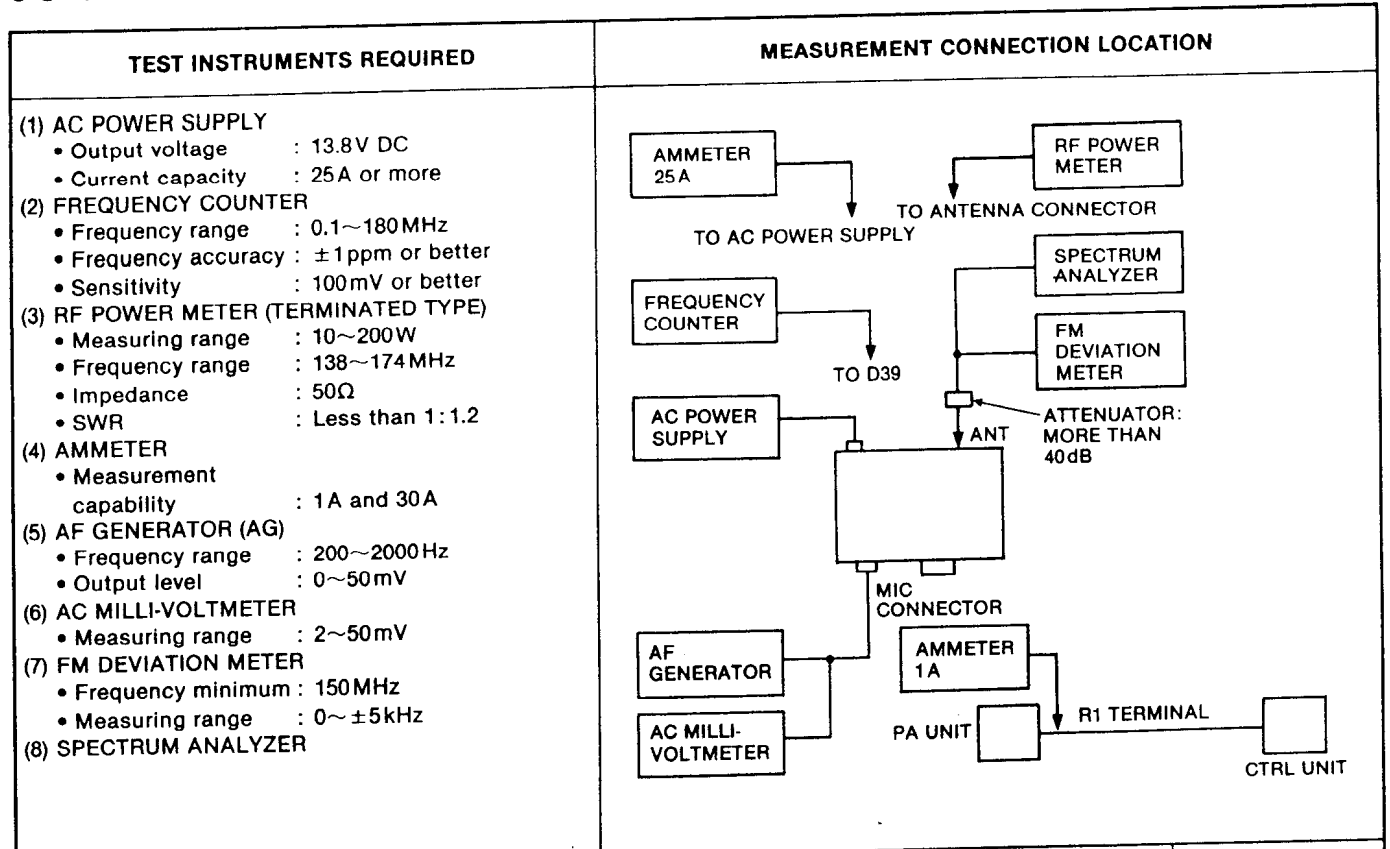 TEST INSTRUMENTS REQUIRED
(1) AC POWER SUPPLY
• Output voltage : 13.8V DC
• Current capacity : 25A or more
(2) FREQUENCY COUNTER
• Frequency range : 0.1~180MHz
• Frequency accuracy : ±1ppm or better
• Sensitivity : 100mV or better
(3) RF POWER METER (TERMINATED TYPE)
• Measuring range : 10~200W
• Frequency range : 138~174MHz
• Impedance : 50Ω
• SWR : Less than 1:1.2
(4) AMMETER
• Measurement
capability : 1A and 30A
(5) AF GENERATOR (AG)
• Frequency range : 200~2000Hz
• Output level : 0~50mV
(6) AC MILLI-VOLTMETER
• Measuring range : 2~50mV
(7) FM DEVIATION METER
• Frequency minimum : 150MHz
• Measuring range : 0~±5kHz
(8) SPECTRUM ANALYZER
MEASUREMENT CONNECTION LOCATION
AMMETER
25A
TO AC POWER SUPPLY
RF POWER
METER
TO ANTENNA CONNECTOR
SPECTRUM
ANALYZER
FREQUENCY
COUNTER
TO D39
FM
DEVIATION
METER
AC POWER
SUPPLY
ANT
ATTENUATOR:
MORE THAN
40dB
MIC
CONNECTOR
AF
GENERATOR
AC MILLI-
VOLTMETER
AMMETER
1A
PA UNIT
R1 TERMINAL
CTRL UNIT